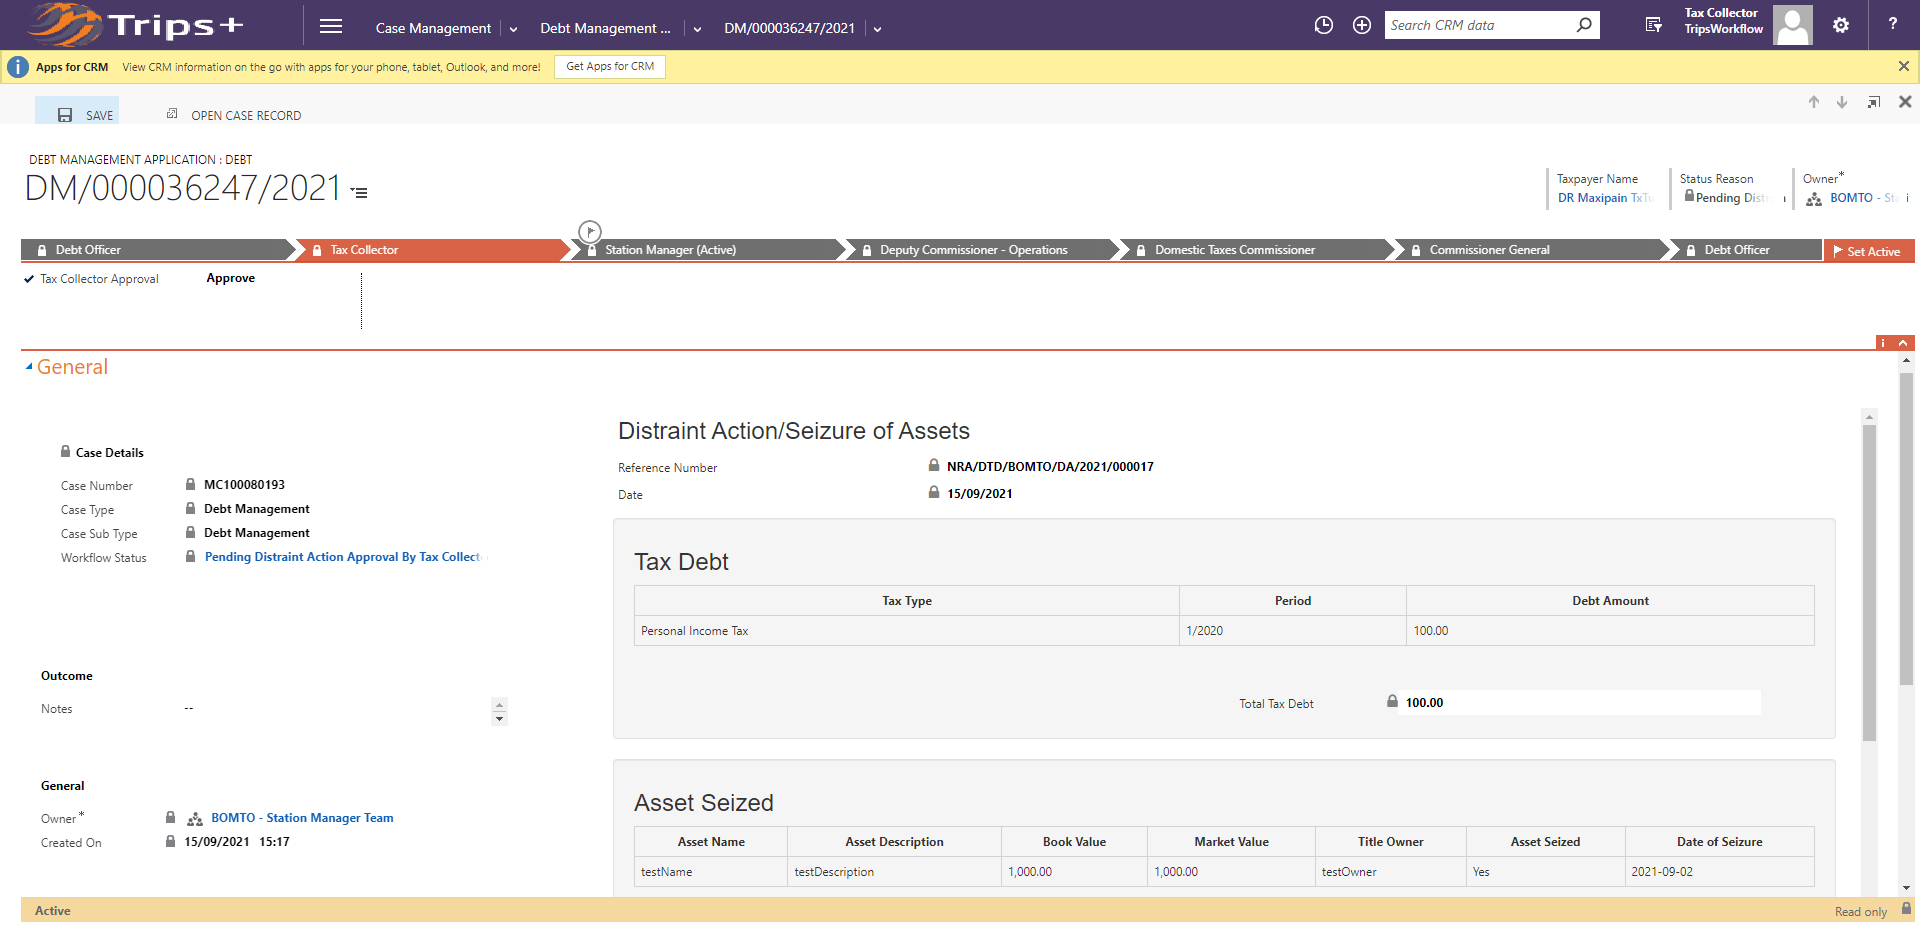 Trips+
Case Management
Debt Management ...
DM/000036247/2021
Search CRM data
Tax Collector
TripsWorkflow
?
Apps for CRM View CRM information on the go with apps for your phone, tablet, Outlook, and more! Get Apps for CRM
SAVE
OPEN CASE RECORD
DEBT MANAGEMENT APPLICATION : DEBT
DM/000036247/2021
Taxpayer Name
DR Maxipain TxT
Status Reason
Pending Distr
Owner*
BOMTO - Sta
Debt Officer
Tax Collector
Station Manager (Active)
Deputy Commissioner - Operations
Domestic Taxes Commissioner
Commissioner General
Debt Officer
Set Active
Tax Collector Approval Approve
General
Case Details
Case Number MC100080193
Case Type Debt Management
Case Sub Type Debt Management
Workflow Status Pending Distraint Action Approval By Tax Collect
Outcome
Notes --
General
Owner* BOMTO - Station Manager Team
Created On 15/09/2021 15:17
Distraint Action/Seizure of Assets
Reference Number NRA/DTD/BOMTO/DA/2021/000017
Date 15/09/2021
Tax Debt
Tax Type Period Debt Amount
Personal Income Tax 1/2020 100.00
Total Tax Debt 100.00
Asset Seized
Asset Name Asset Description Book Value Market Value Title Owner Asset Seized Date of Seizure
testName testDescription 1,000.00 1,000.00 testOwner Yes 2021-09-02
Active
Read only